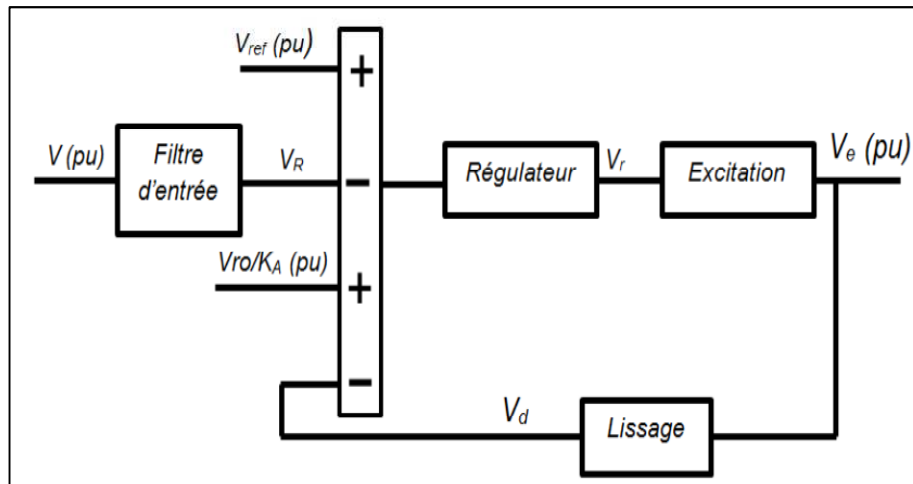 Vref (pu)
+
V (pu)
Filtre
d'entrée
VR
−
Régulateur
Vr
Excitation
Ve (pu)
Vro/KA (pu)
+
−
Vd
Lissage